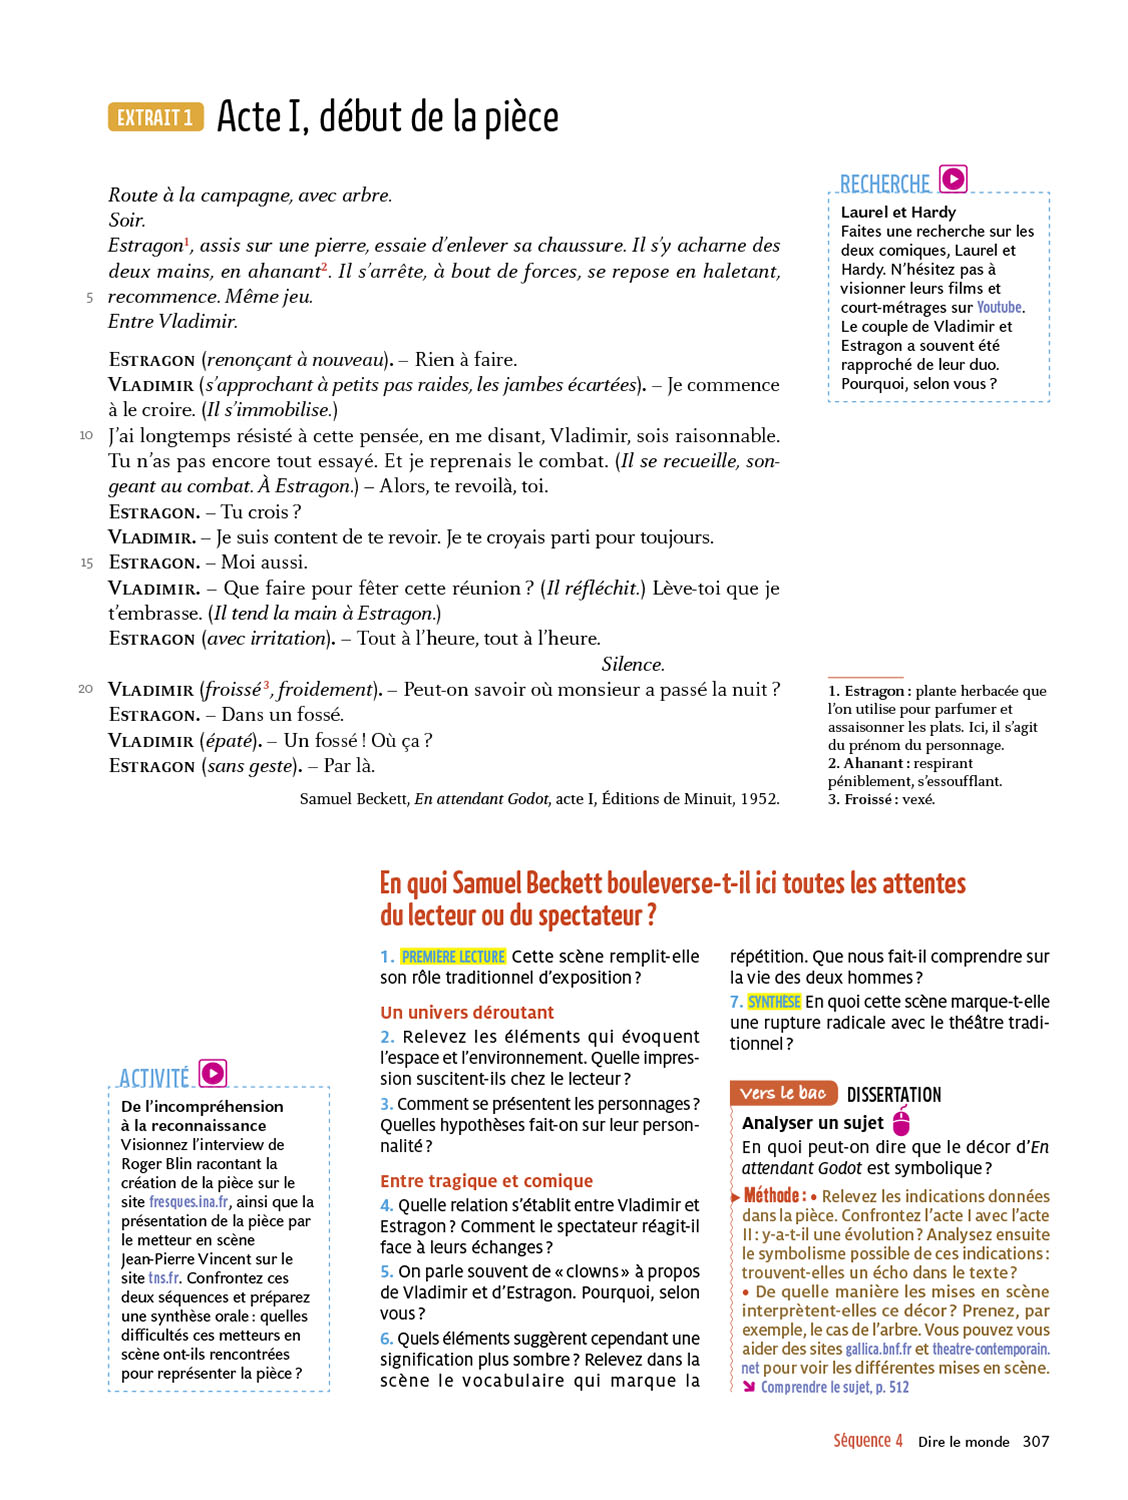 EXTRAIT 1 Acte I, début de la pièce
Route à la campagne, avec arbre.
Soir.
Estragon1, assis sur une pierre, essaie d'enlever sa chaussure. Il s'y acharne des
deux mains, en ahanant2. Il s'arrête, à bout de forces, se repose en haletant,
5 recommence. Même jeu.
Entre Vladimir.
ESTRAGON (renonçant à nouveau). – Rien à faire.
VLADIMIR (s'approchant à petits pas raides, les jambes écartées). – Je commence
à le croire. (Il s'immobilise.)
10 J'ai longtemps résisté à cette pensée, en me disant, Vladimir, sois raisonnable.
Tu n'as pas encore tout essayé. Et je reprenais le combat. (Il se recueille, son-
geant au combat. À Estragon.) – Alors, te revoilà, toi.
ESTRAGON. – Tu crois ?
VLADIMIR. – Je suis content de te revoir. Je te croyais parti pour toujours.
15 ESTRAGON. – Moi aussi.
VLADIMIR. – Que faire pour fêter cette réunion ? (Il réfléchit.) Lève-toi que je
t'embrasse. (Il tend la main à Estragon.)
ESTRAGON (avec irritation). – Tout à l'heure, tout à l'heure.
Silence.
20 VLADIMIR (froissé3, froidement). – Peut-on savoir où monsieur a passé la nuit ?
ESTRAGON. – Dans un fossé.
VLADIMIR (épaté). – Un fossé ! Où ça ?
ESTRAGON (sans geste). – Par là.
Samuel Beckett, En attendant Godot, acte I, Éditions de Minuit, 1952.
RECHERCHE
Laurel et Hardy
Faites une recherche sur les
deux comiques, Laurel et
Hardy. N'hésitez pas à
visionner leurs films et
court-métrages sur Youtube.
Le couple de Vladimir et
Estragon a souvent été
rapproché de leur duo.
Pourquoi, selon vous ?
1. Estragon : plante herbacée que
l'on utilise pour parfumer et
assaisonner les plats. Ici, il s'agit
du prénom du personnage.
2. Ahanant : respirant
péniblement, s'essoufflant.
3. Froissé : vexé.
En quoi Samuel Beckett bouleverse-t-il ici toutes les attentes
du lecteur ou du spectateur ?
1. PREMIÈRE LECTURE Cette scène remplit-elle
son rôle traditionnel d'exposition ?
Un univers déroutant
2. Relevez les éléments qui évoquent
l'espace et l'environnement. Quelle impres-
sion suscitent-ils chez le lecteur ?
3. Comment se présentent les personnages ?
Quelles hypothèses fait-on sur leur person-
nalité ?
Entre tragique et comique
4. Quelle relation s'établit entre Vladimir et
Estragon ? Comment le spectateur réagit-il
face à leurs échanges ?
5. On parle souvent de « clowns » à propos
de Vladimir et d'Estragon. Pourquoi, selon
vous ?
6. Quels éléments suggèrent cependant une
signification plus sombre ? Relevez dans la
scène le vocabulaire qui marque la
répétition. Que nous fait-il comprendre sur
la vie des deux hommes ?
7. SYNTHÈSE En quoi cette scène marque-t-elle
une rupture radicale avec le théâtre tradi-
tionnel ?
Vers le bac DISSERTATION
Analyser un sujet
En quoi peut-on dire que le décor d'En
attendant Godot est symbolique ?
Méthode : • Relevez les indications données
dans la pièce. Confrontez l'acte I avec l'acte
II : y-a-t-il une évolution ? Analysez ensuite
le symbolisme possible de ces indications :
trouvent-elles un écho dans le texte ?
• De quelle manière les mises en scène
interprètent-elles ce décor ? Prenez, par
exemple, le cas de l'arbre. Vous pouvez vous
aider des sites gallica.bnf.fr et theatre-contemporain.
net pour voir les différentes mises en scène.
Comprendre le sujet, p. 512
ACTIVITÉ
De l'incompréhension
à la reconnaissance
Visionnez l'interview de
Roger Blin racontant la
création de la pièce sur le
site fresques.ina.fr, ainsi que la
présentation de la pièce par
le metteur en scène
Jean-Pierre Vincent sur le
site tns.fr. Confrontez ces
deux séquences et préparez
une synthèse orale : quelles
difficultés ces metteurs en
scène ont-ils rencontrées
pour représenter la pièce ?
Séquence 4 Dire le monde 307